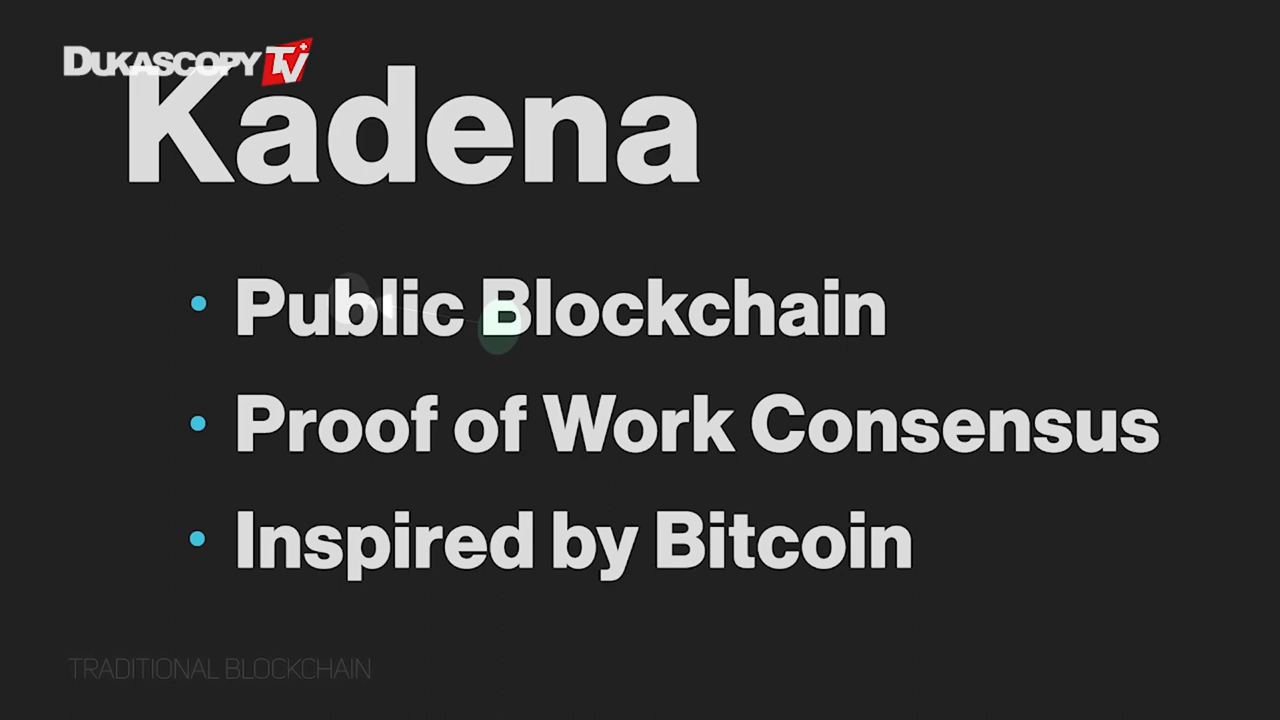 DUKASCOPY TV
Kadena
• Public Blockchain
• Proof of Work Consensus
• Inspired by Bitcoin
TRADITIONAL BLOCKCHAIN